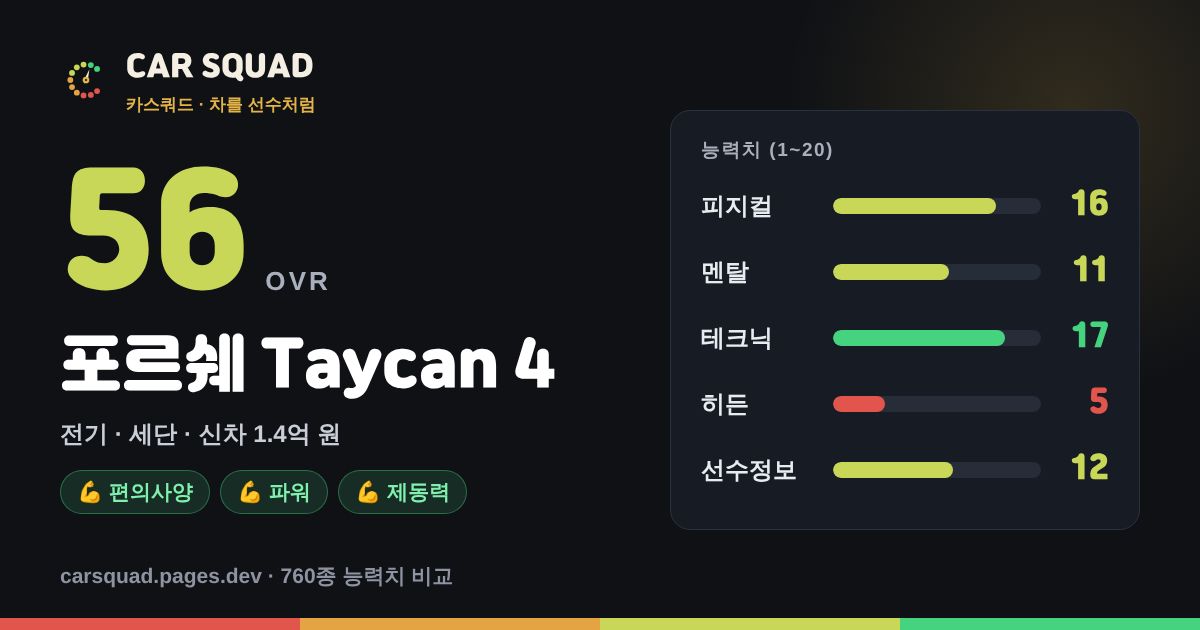 CAR SQUAD
카스쿼드 · 차를 선수처럼
56 OVR
포르쉐 Taycan 4
전기 · 세단 · 신차 1.4억 원
💪 편의사양 💪 파워 💪 제동력
carsquad.pages.dev · 760종 능력치 비교
능력치 (1~20)
피지컬 16
멘탈 11
테크닉 17
히든 5
선수정보 12